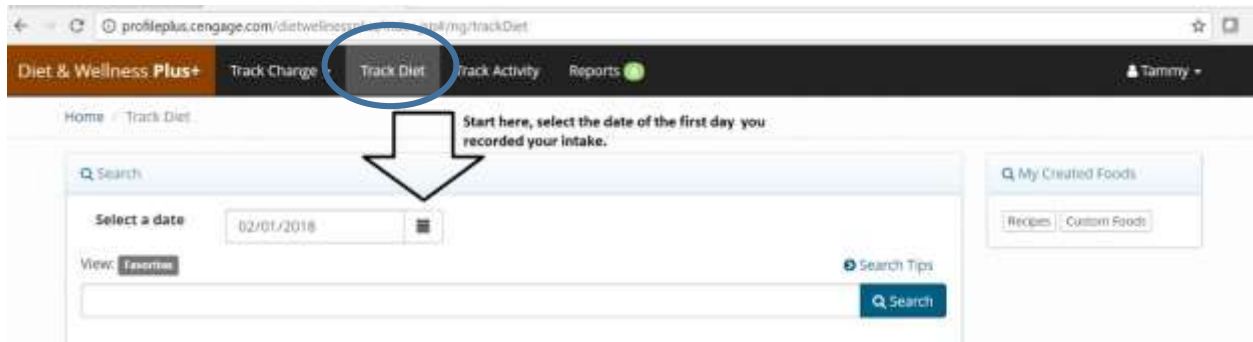 profileplus.cengage.com/dietwellnessplus/
/ng/trackDiet
Diet & Wellness Plus+ Track Change Track Diet Track Activity Reports Tammy
Home / Track Diet
Start here, select the date of the first day you
recorded your intake.
Search
My Created Foods
Select a date 02/01/2018
Recipes Custom Foods
View: Favorites
Search Tips
Search